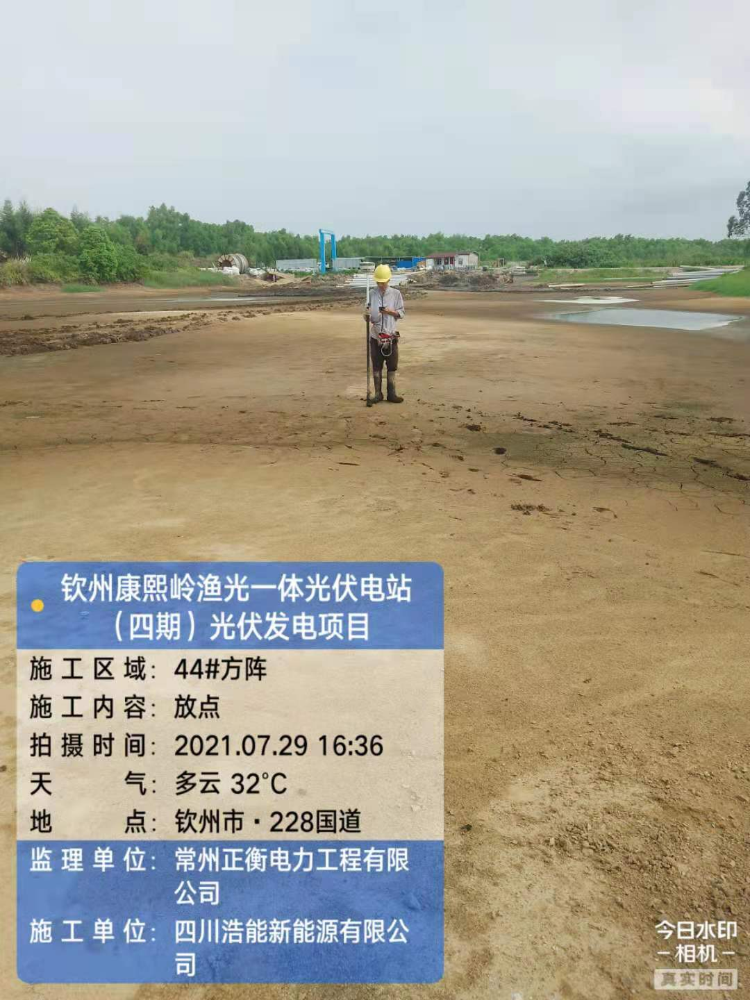 钦州康熙岭渔光一体光伏电站
（四期）光伏发电项目
施工区域：44#方阵
施工内容：放点
拍摄时间：2021.07.29 16:36
天气：多云 32℃
地点：钦州市·228国道
监理单位：常州正衡电力工程有限
公司
施工单位：四川浩能新能源有限公
司
今日水印
相机
真实时间